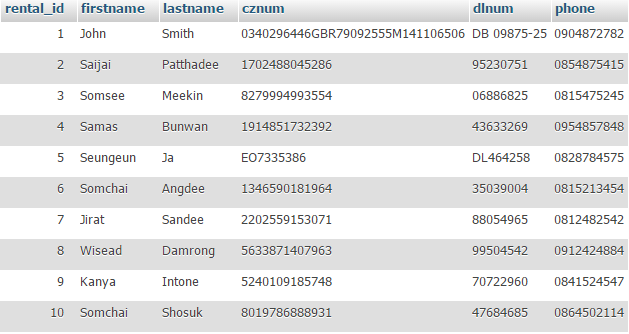 rental_id firstname lastname cznum dlnum phone
1 John Smith 0340296446GBR79092555M141106506 DB 09875-25 0904872782
2 Saijai Patthadee 1702488045286 95230751 0854875415
3 Somsee Meekin 8279994993554 06886825 0815475245
4 Samas Bunwan 1914851732392 43633269 0954857848
5 Seungeun Ja EO7335386 DL464258 0828784575
6 Somchai Angdee 1346590181964 35039004 0815213454
7 Jirat Sandee 2202559153071 88054965 0812482542
8 Wisead Damrong 5633871407963 99504542 0912424884
9 Kanya Intone 5240109185748 70722960 0841524547
10 Somchai Shosuk 8019786888931 47684685 0864502114